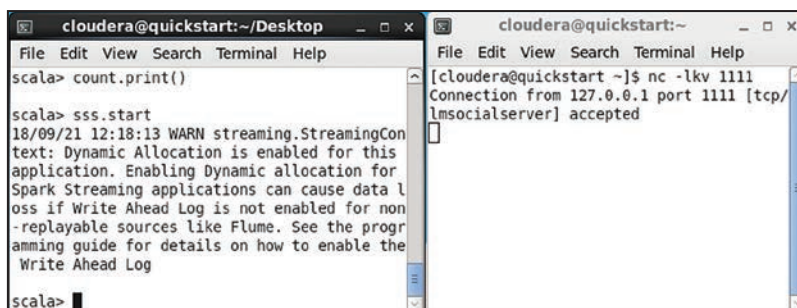 cloudera@quickstart:~/Desktop
File Edit View Search Terminal Help
scala> count.print()
scala> sss.start
18/09/21 12:18:13 WARN streaming.StreamingCon
text: Dynamic Allocation is enabled for this
application. Enabling Dynamic allocation for
Spark Streaming applications can cause data l
oss if Write Ahead Log is not enabled for non
-replayable sources like Flume. See the progr
amming guide for details on how to enable the
Write Ahead Log
scala>
cloudera@quickstart:~
File Edit View Search Terminal Help
[cloudera@quickstart ~]$ nc -lkv 1111
Connection from 127.0.0.1 port 1111 [tcp/
lmsocialserver] accepted